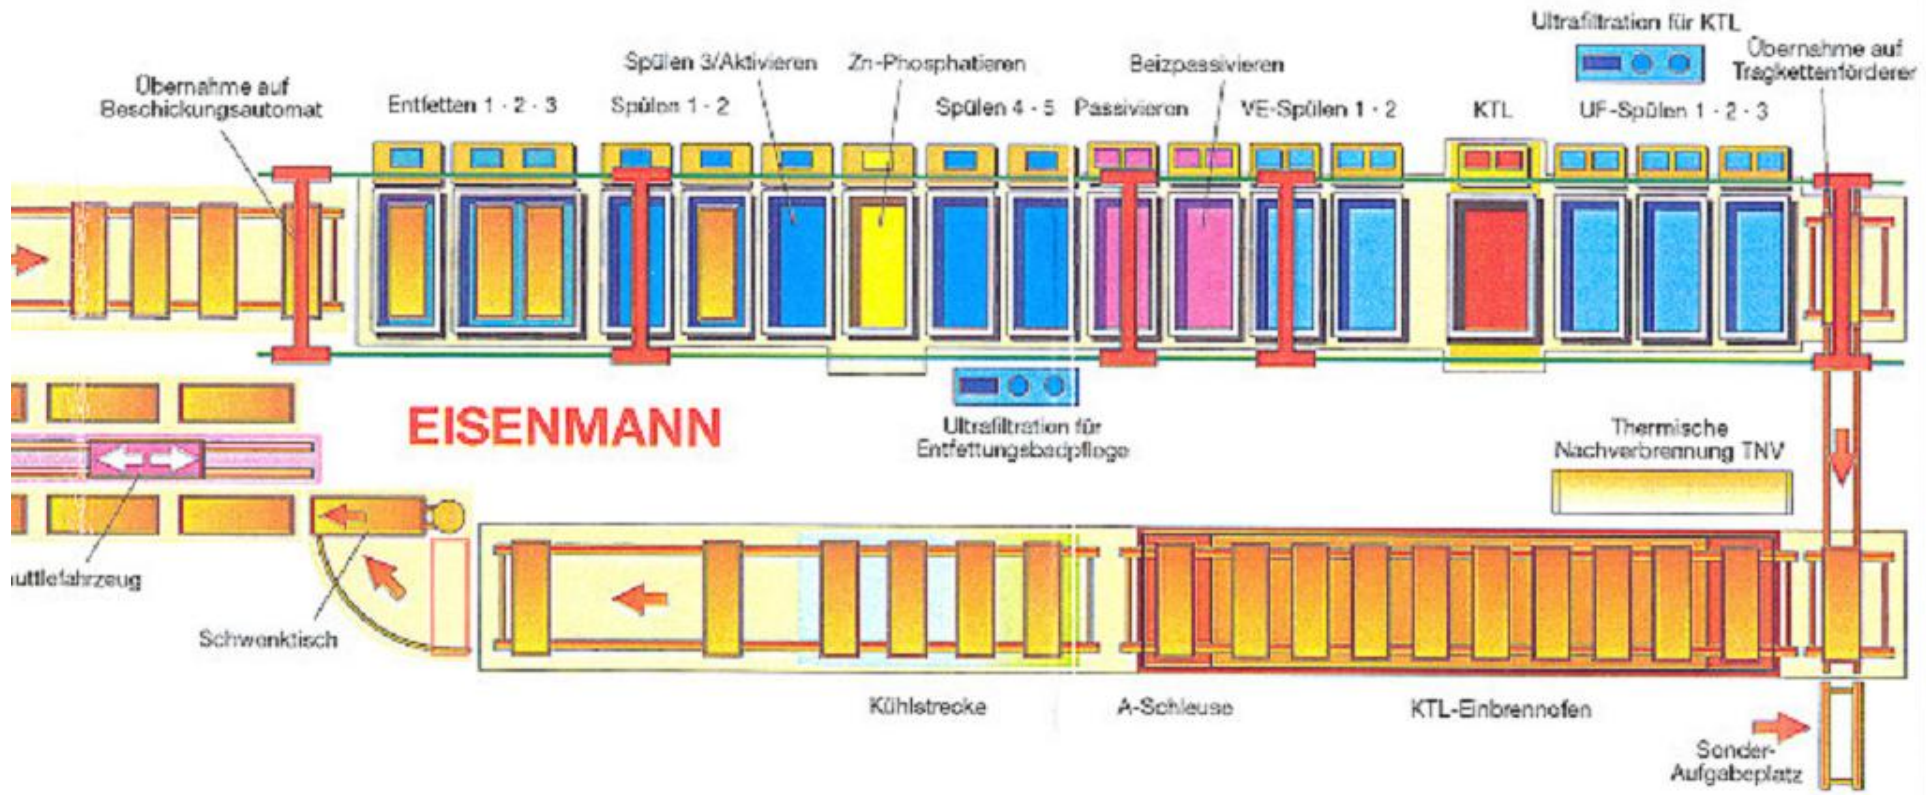 Ultrafiltration für KTL
Übernahme auf
Tragkettenförderer
Spülen 3/Aktivieren
Zn-Phosphatieren
Beizpassivieren
Übernahme auf
Beschickungsautomat
Entfetten 1 - 2 - 3
Spülen 1 - 2
Spülen 4 - 5
Passivieren
VE-Spülen 1 - 2
KTL
UF-Spülen 1 - 2 - 3
EISENMANN
Ultrafiltration für
Entfettungsbadpflege
Thermische
Nachverbrennung TNV
uttlefahrzeug
Schwenktisch
Kühlstrecke
A-Schleuse
KTL-Einbrennofen
Sonder-
Aufgabeplatz